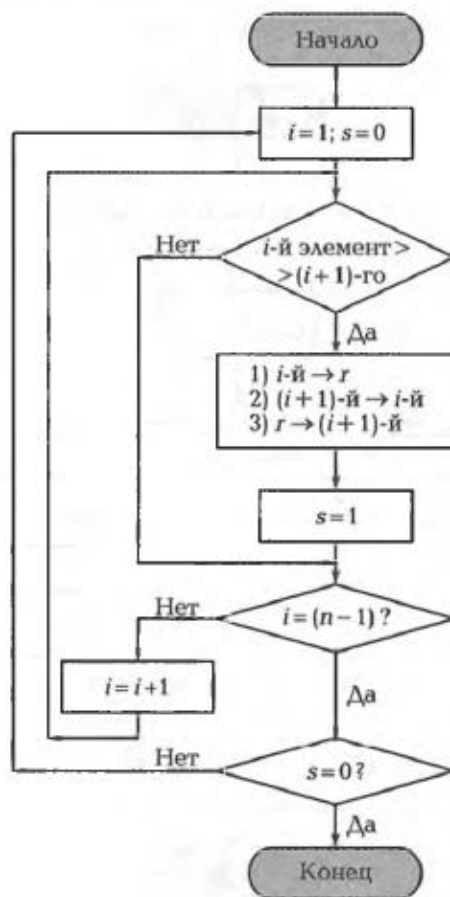 Начало
i=1; s=0
Нет
i-й элемент>
>(i+1)-го
Да
1) i-й → r
2) (i+1)-й → i-й
3) r → (i+1)-й
s=1
Нет
i=(n-1)?
i=i+1
Да
Нет
s=0?
Да
Конец